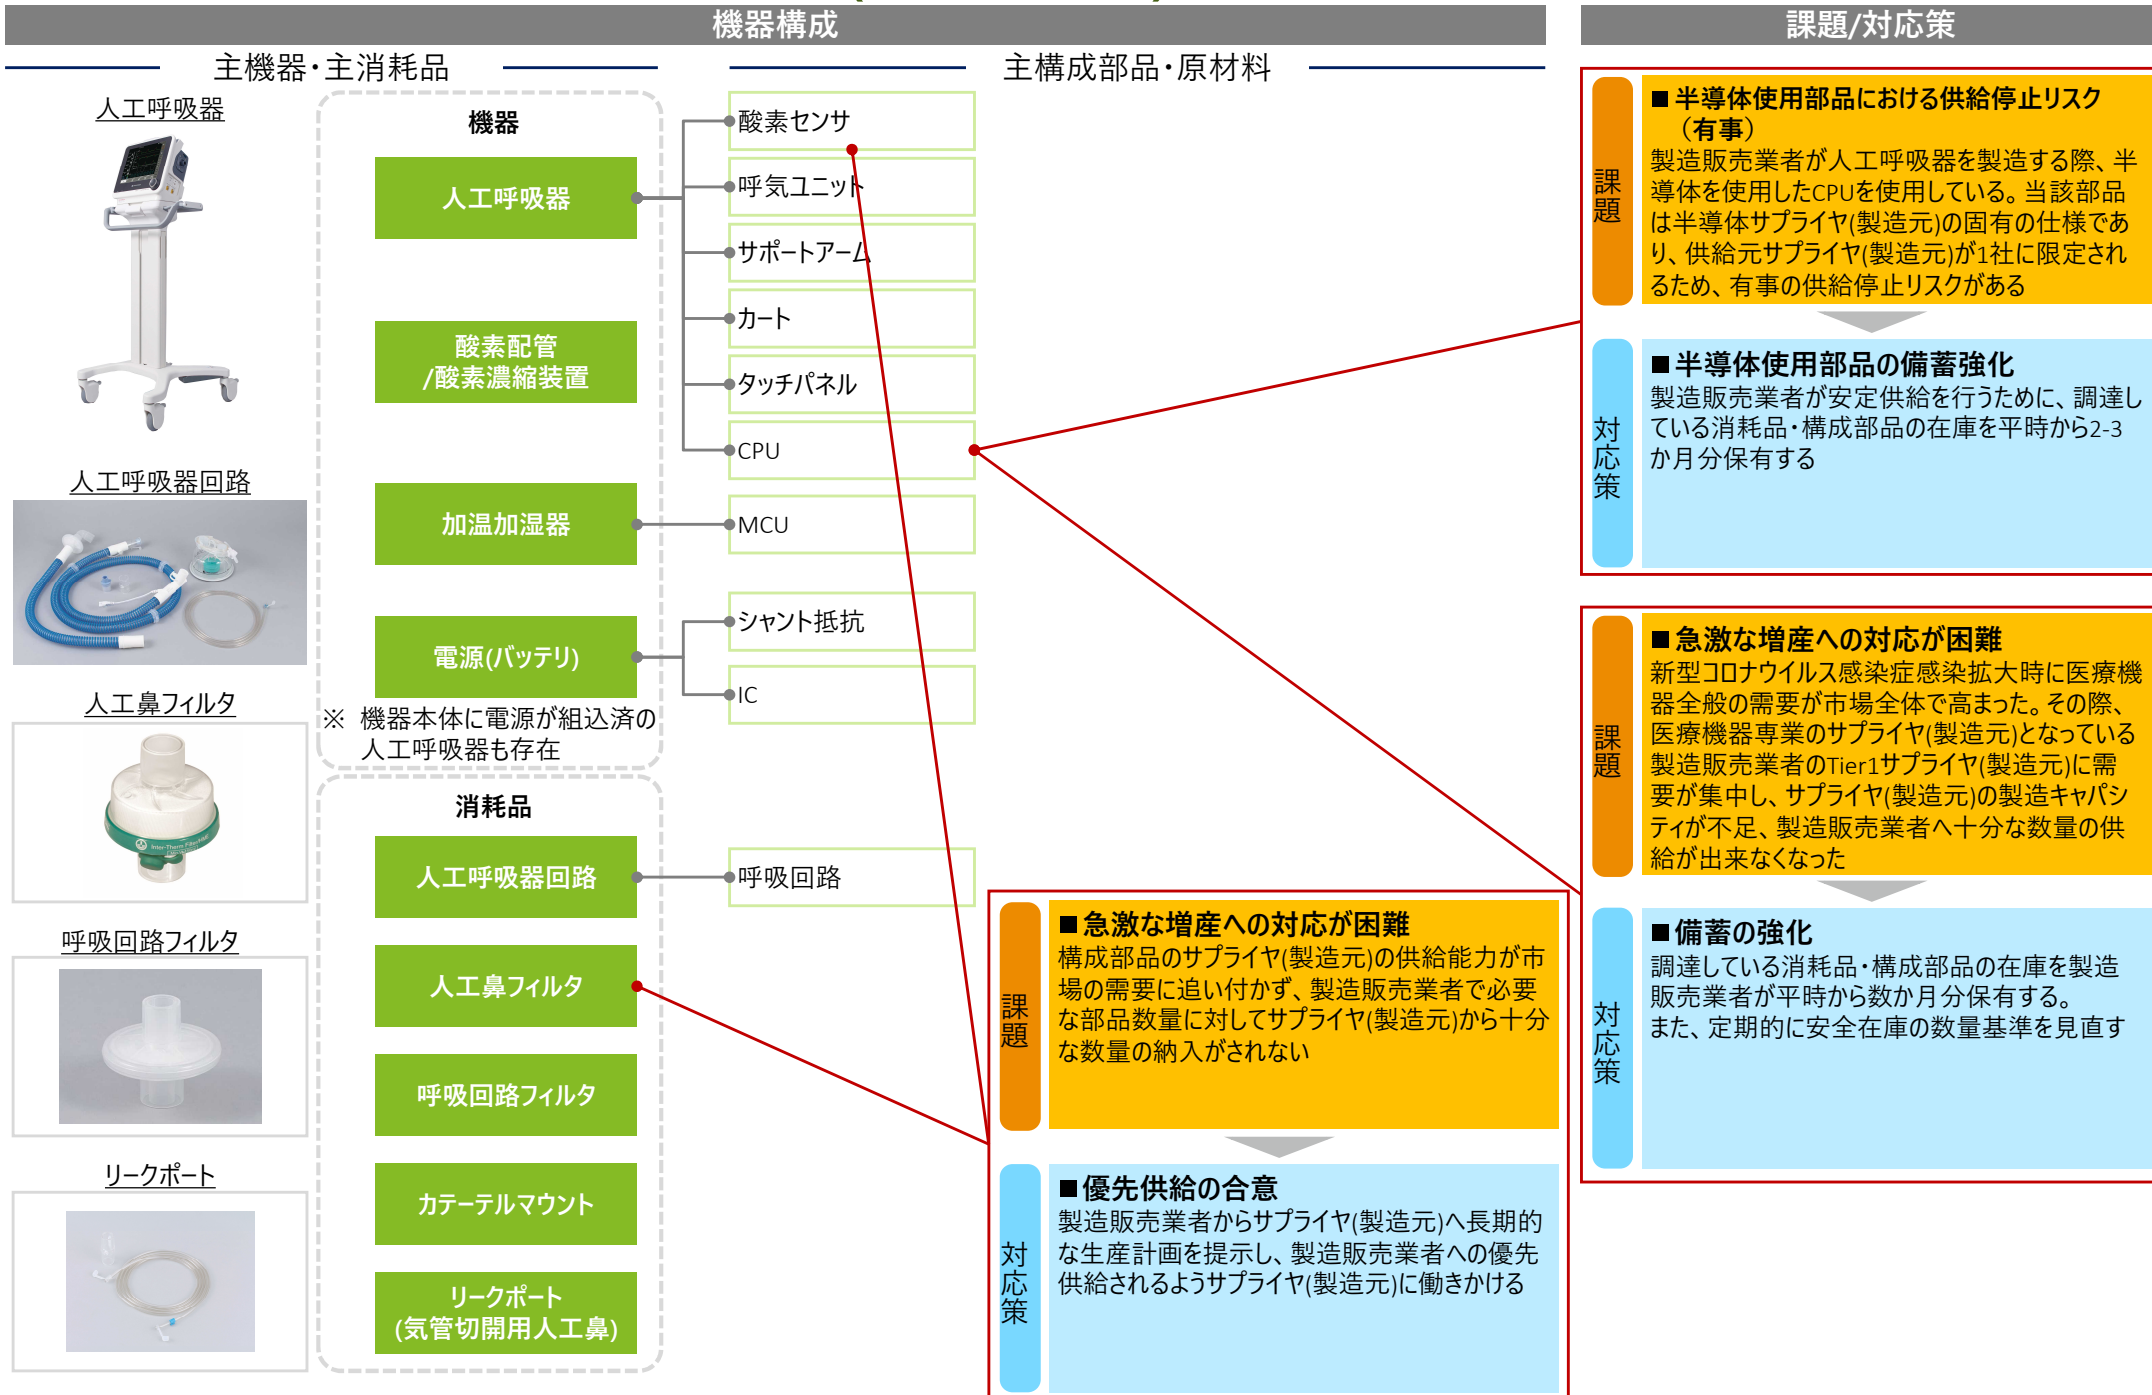 機器構成
課題/対応策
主機器・主消耗品
主構成部品・原材料
人工呼吸器
人工呼吸器回路
人工鼻フィルタ
呼吸回路フィルタ
リークポート
機器
人工呼吸器
酸素配管
/酸素濃縮装置
加温加湿器
電源(バッテリ)
※ 機器本体に電源が組込済の
人工呼吸器も存在
消耗品
人工呼吸器回路
人工鼻フィルタ
呼吸回路フィルタ
カテーテルマウント
リークポート
(気管切開用人工鼻)
酸素センサ
呼気ユニット
サポートアーム
カート
タッチパネル
CPU
MCU
シャント抵抗
IC
呼吸回路
課題
■急激な増産への対応が困難
構成部品のサプライヤ(製造元)の供給能力が市
場の需要に追い付かず、製造販売業者で必要
な部品数量に対してサプライヤ(製造元)から十分
な数量の納入がされない
対応策
■優先供給の合意
製造販売業者からサプライヤ(製造元)へ長期的
な生産計画を提示し、製造販売業者への優先
供給されるようサプライヤ(製造元)に働きかける
課題
■半導体使用部品における供給停止リスク
（有事）
製造販売業者が人工呼吸器を製造する際、半
導体を使用したCPUを使用している。当該部品
は半導体サプライヤ(製造元)の固有の仕様であ
り、供給元サプライヤ(製造元)が1社に限定され
るため、有事の供給停止リスクがある
対応策
■半導体使用部品の備蓄強化
製造販売業者が安定供給を行うために、調達し
ている消耗品・構成部品の在庫を平時から2-3
か月分保有する
課題
■急激な増産への対応が困難
新型コロナウイルス感染症感染拡大時に医療機
器全般の需要が市場全体で高まった。その際、
医療機器専業のサプライヤ(製造元)となっている
製造販売業者のTier1サプライヤ(製造元)に需
要が集中し、サプライヤ(製造元)の製造キャパシ
ティが不足、製造販売業者へ十分な数量の供
給が出来なくなった
対応策
■備蓄の強化
調達している消耗品・構成部品の在庫を製造
販売業者が平時から数か月分保有する。
また、定期的に安全在庫の数量基準を見直す